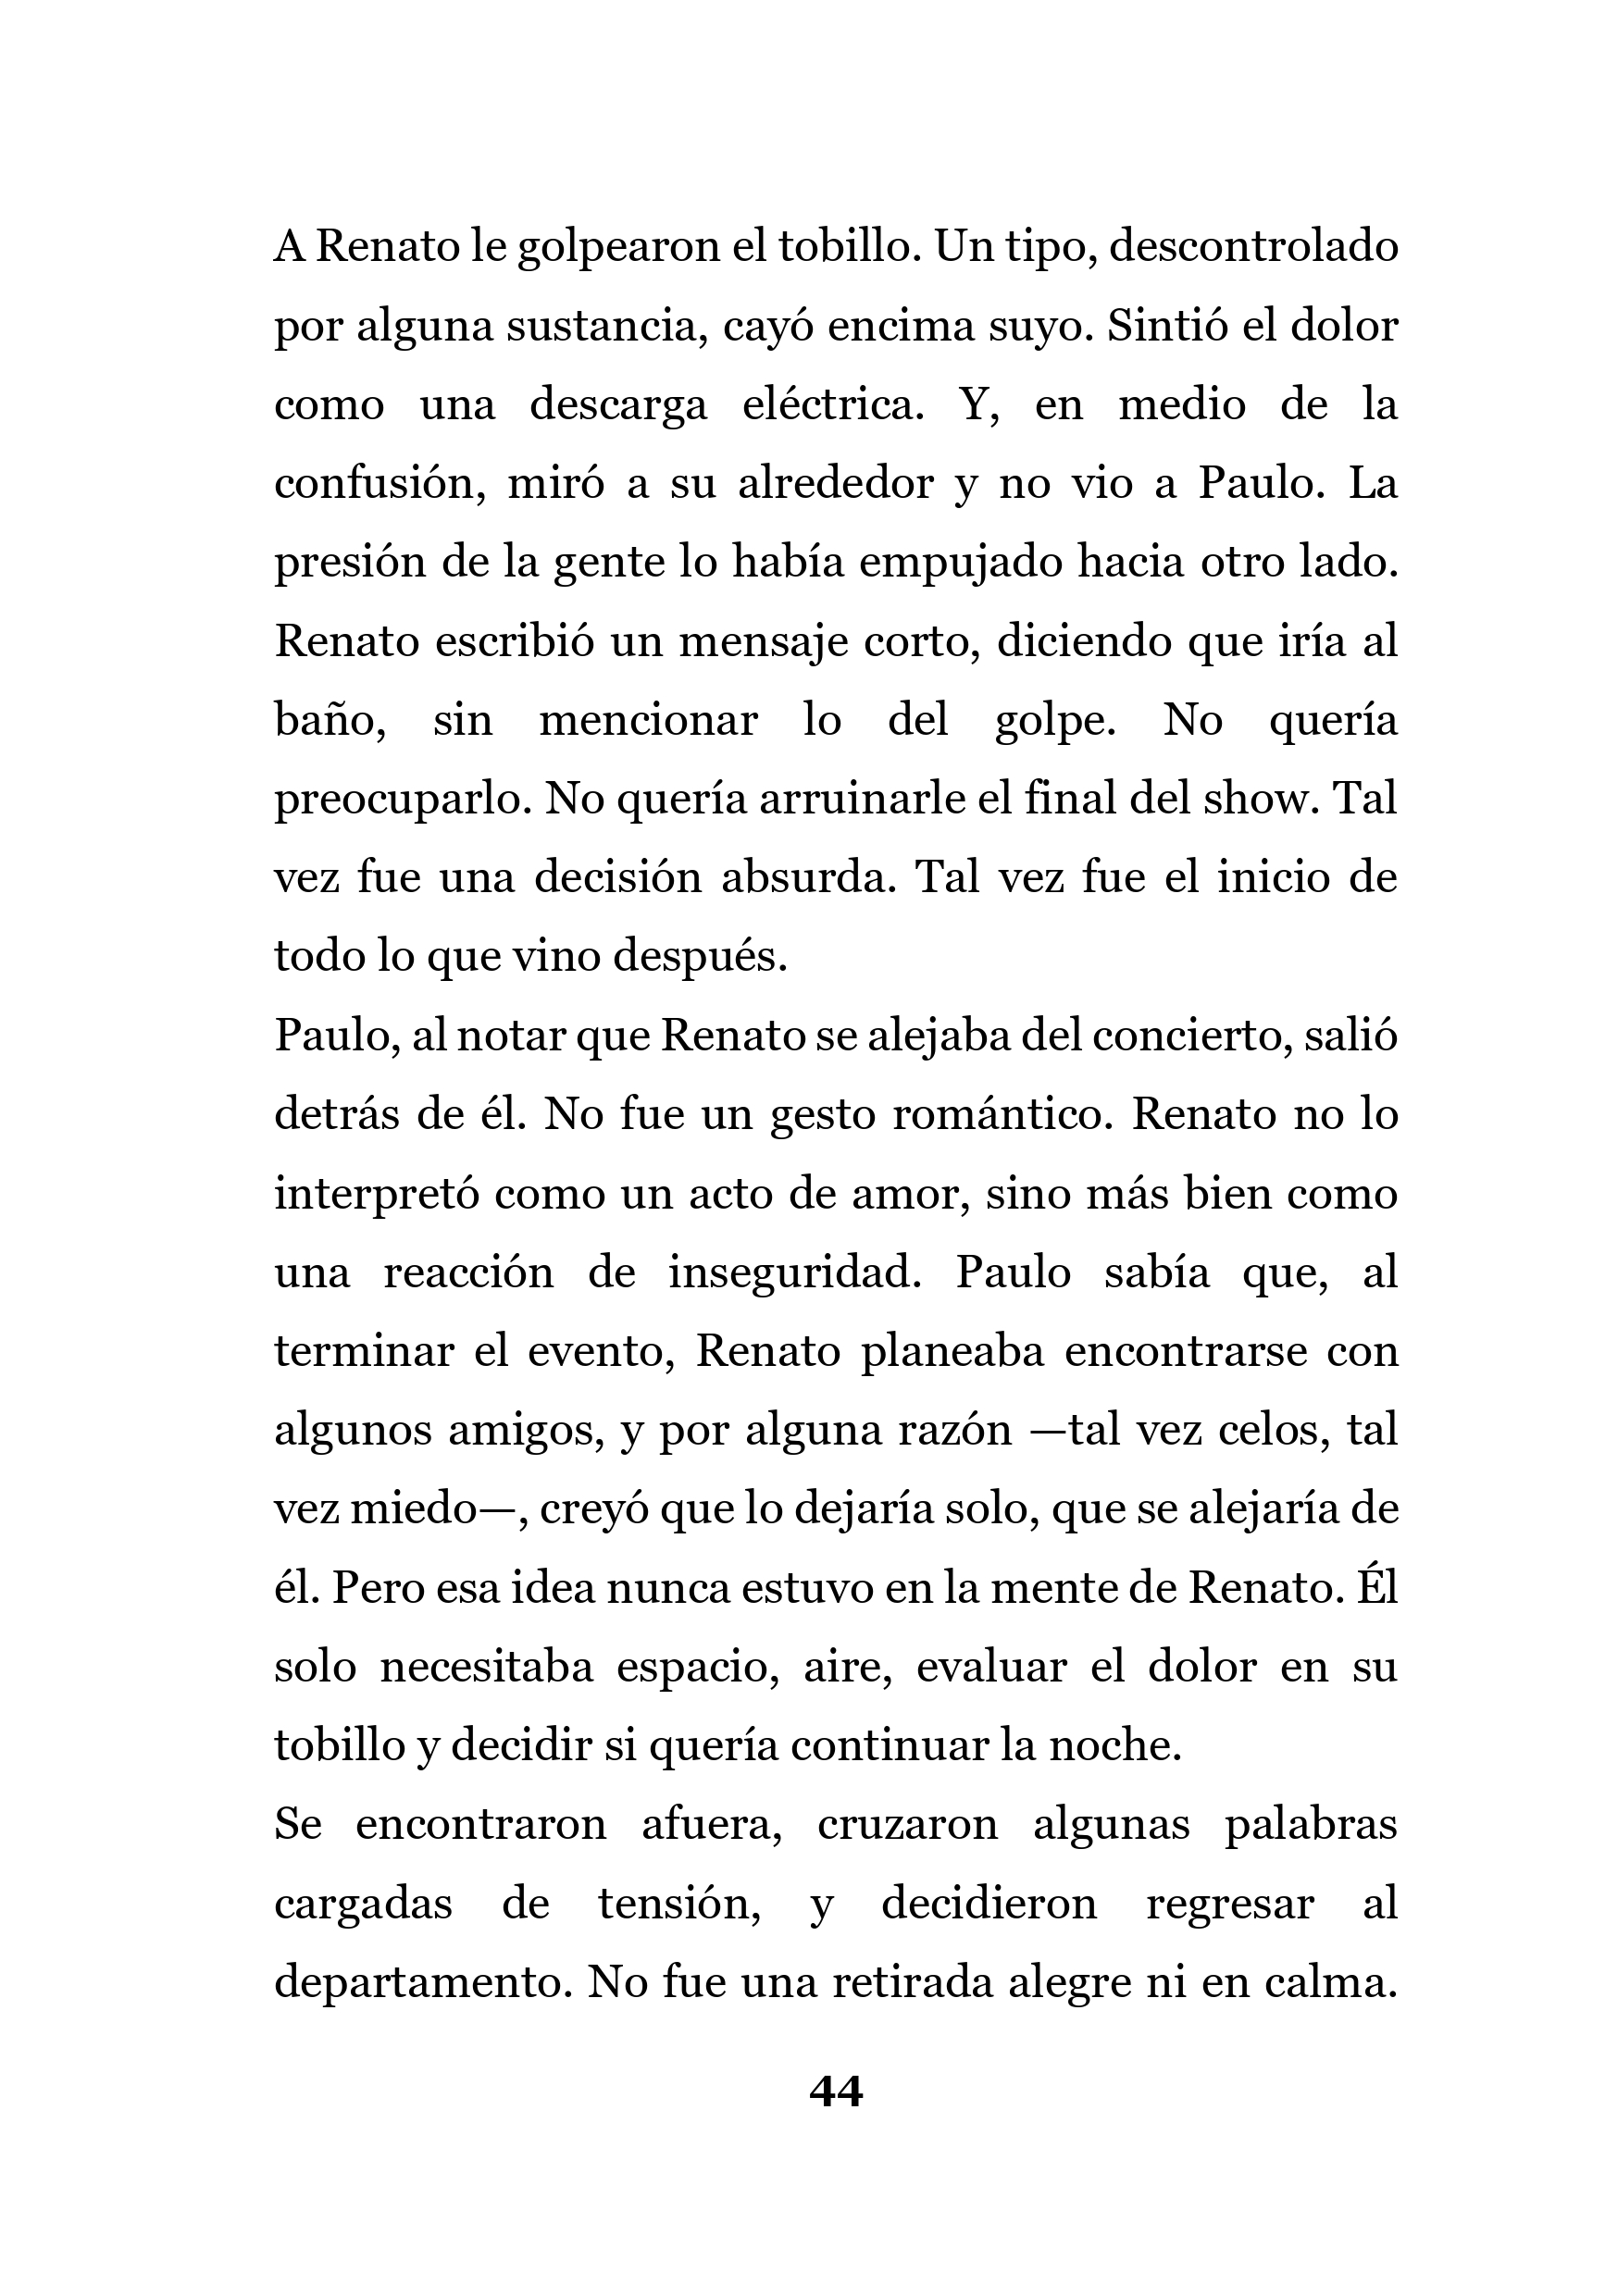 A Renato le golpearon el tobillo. Un tipo, descontrolado
por alguna sustancia, cayó encima suyo. Sintió el dolor
como una descarga eléctrica. Y, en medio de la
confusión, miró a su alrededor y no vio a Paulo. La
presión de la gente lo había empujado hacia otro lado.
Renato escribió un mensaje corto, diciendo que iría al
baño, sin mencionar lo del golpe. No quería
preocuparlo. No quería arruinarle el final del show. Tal
vez fue una decisión absurda. Tal vez fue el inicio de
todo lo que vino después.
Paulo, al notar que Renato se alejaba del concierto, salió
detrás de él. No fue un gesto romántico. Renato no lo
interpretó como un acto de amor, sino más bien como
una reacción de inseguridad. Paulo sabía que, al
terminar el evento, Renato planeaba encontrarse con
algunos amigos, y por alguna razón —tal vez celos, tal
vez miedo—, creyó que lo dejaría solo, que se alejaría de
él. Pero esa idea nunca estuvo en la mente de Renato. Él
solo necesitaba espacio, aire, evaluar el dolor en su
tobillo y decidir si quería continuar la noche.
Se encontraron afuera, cruzaron algunas palabras
cargadas de tensión, y decidieron regresar al
departamento. No fue una retirada alegre ni en calma.
44